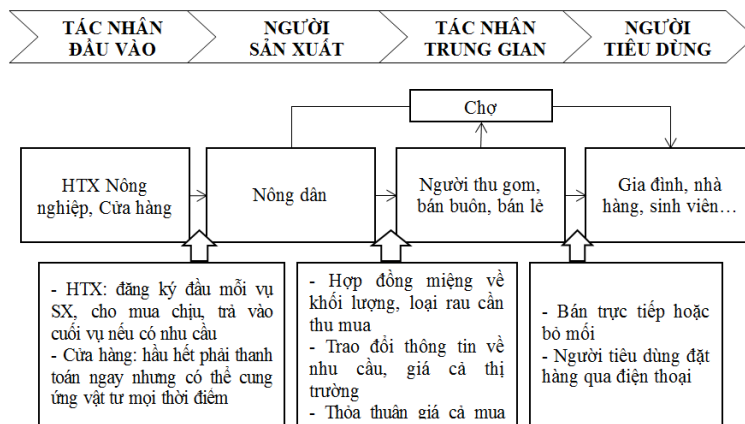 TÁC NHÂN
ĐẦU VÀO
NGƯỜI
SẢN XUẤT
TÁC NHÂN
TRUNG GIAN
NGƯỜI
TIÊU DÙNG
Chợ
HTX Nông
nghiệp, Cửa hàng
Nông dân
Người thu gom,
bán buôn, bán lẻ
Gia đình, nhà
hàng, sinh viên…
- HTX: đăng ký đầu mỗi vụ
SX, cho mua chịu, trả vào
cuối vụ nếu có nhu cầu
- Cửa hàng: hầu hết phải thanh
toán ngay nhưng có thể cung
ứng vật tư mọi thời điểm
- Hợp đồng miệng về
khối lượng, loại rau cần
thu mua
- Trao đổi thông tin về
nhu cầu, giá cả thị
trường
- Thỏa thuận giá cả mua
- Bán trực tiếp hoặc
bỏ mối
- Người tiêu dùng đặt
hàng qua điện thoại